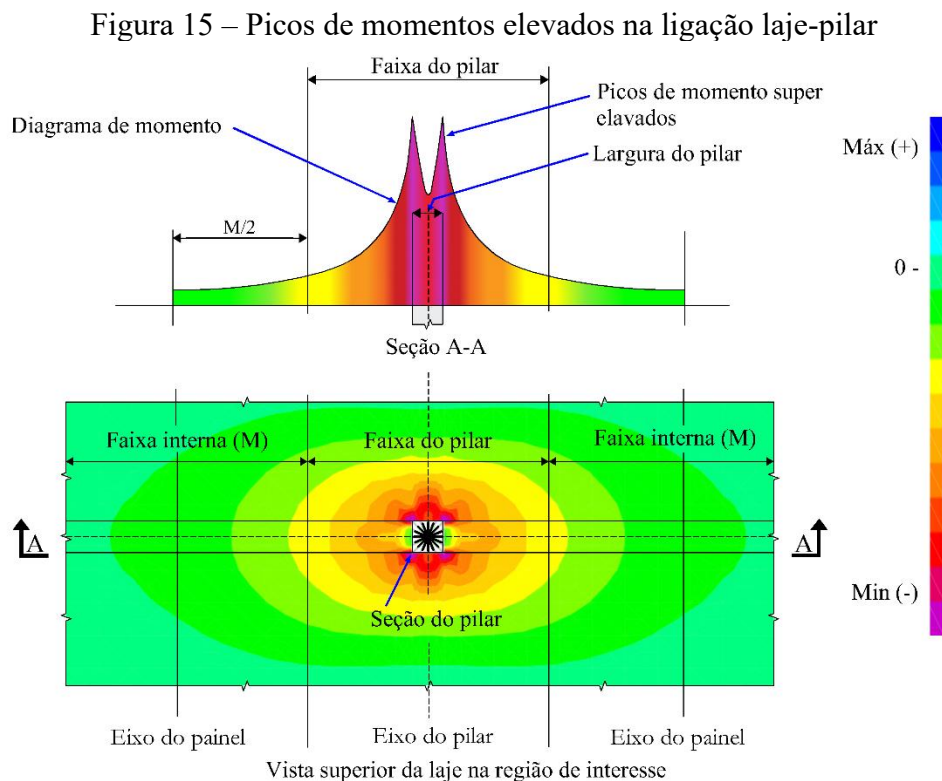 Figura 15 – Picos de momentos elevados na ligação laje-pilar
Faixa do pilar
Diagrama de momento
Picos de momento super
elavados
Largura do pilar
M/2
Seção A-A
Máx (+)
0 -
Min (-)
Faixa interna (M)
Faixa do pilar
Faixa interna (M)
A
A
Seção do pilar
Eixo do painel
Eixo do pilar
Eixo do painel
Vista superior da laje na região de interesse